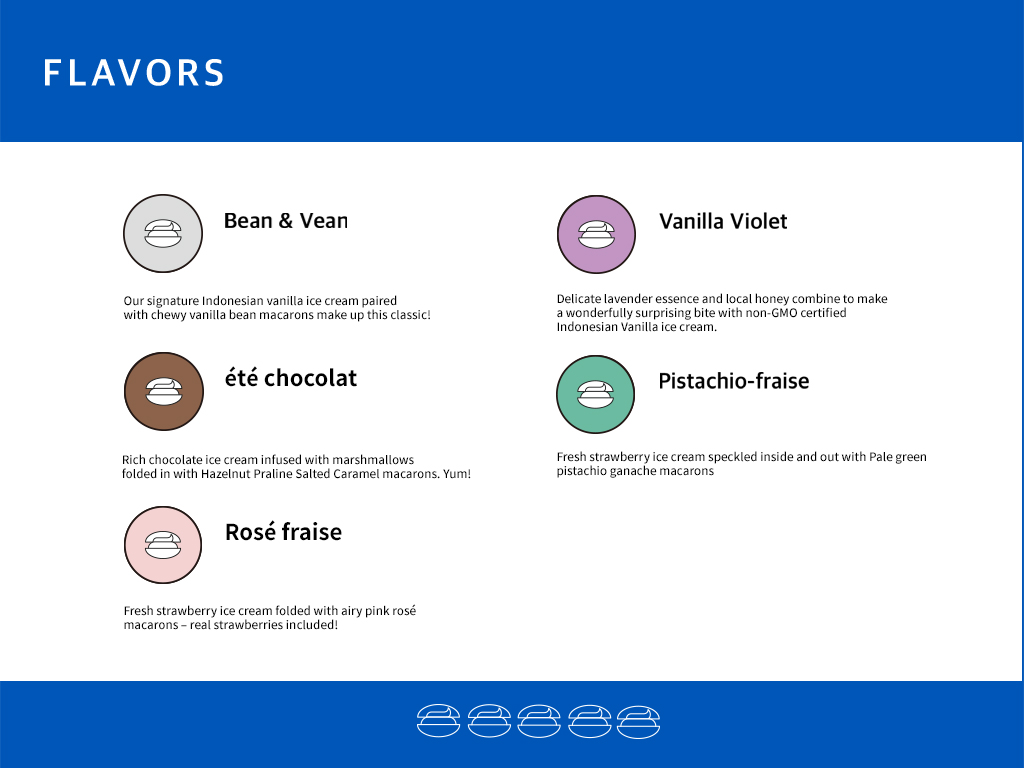 FLAVORS
Bean & Vean
Our signature Indonesian vanilla ice cream paired
with chewy vanilla bean macarons make up this classic!
été chocolat
Rich chocolate ice cream infused with marshmallows
folded in with Hazelnut Praline Salted Caramel macarons. Yum!
Rosé fraise
Fresh strawberry ice cream folded with airy pink rosé
macarons – real strawberries included!
Vanilla Violet
Delicate lavender essence and local honey combine to make
a wonderfully surprising bite with non-GMO certified
Indonesian Vanilla ice cream.
Pistachio-fraise
Fresh strawberry ice cream speckled inside and out with Pale green
pistachio ganache macarons